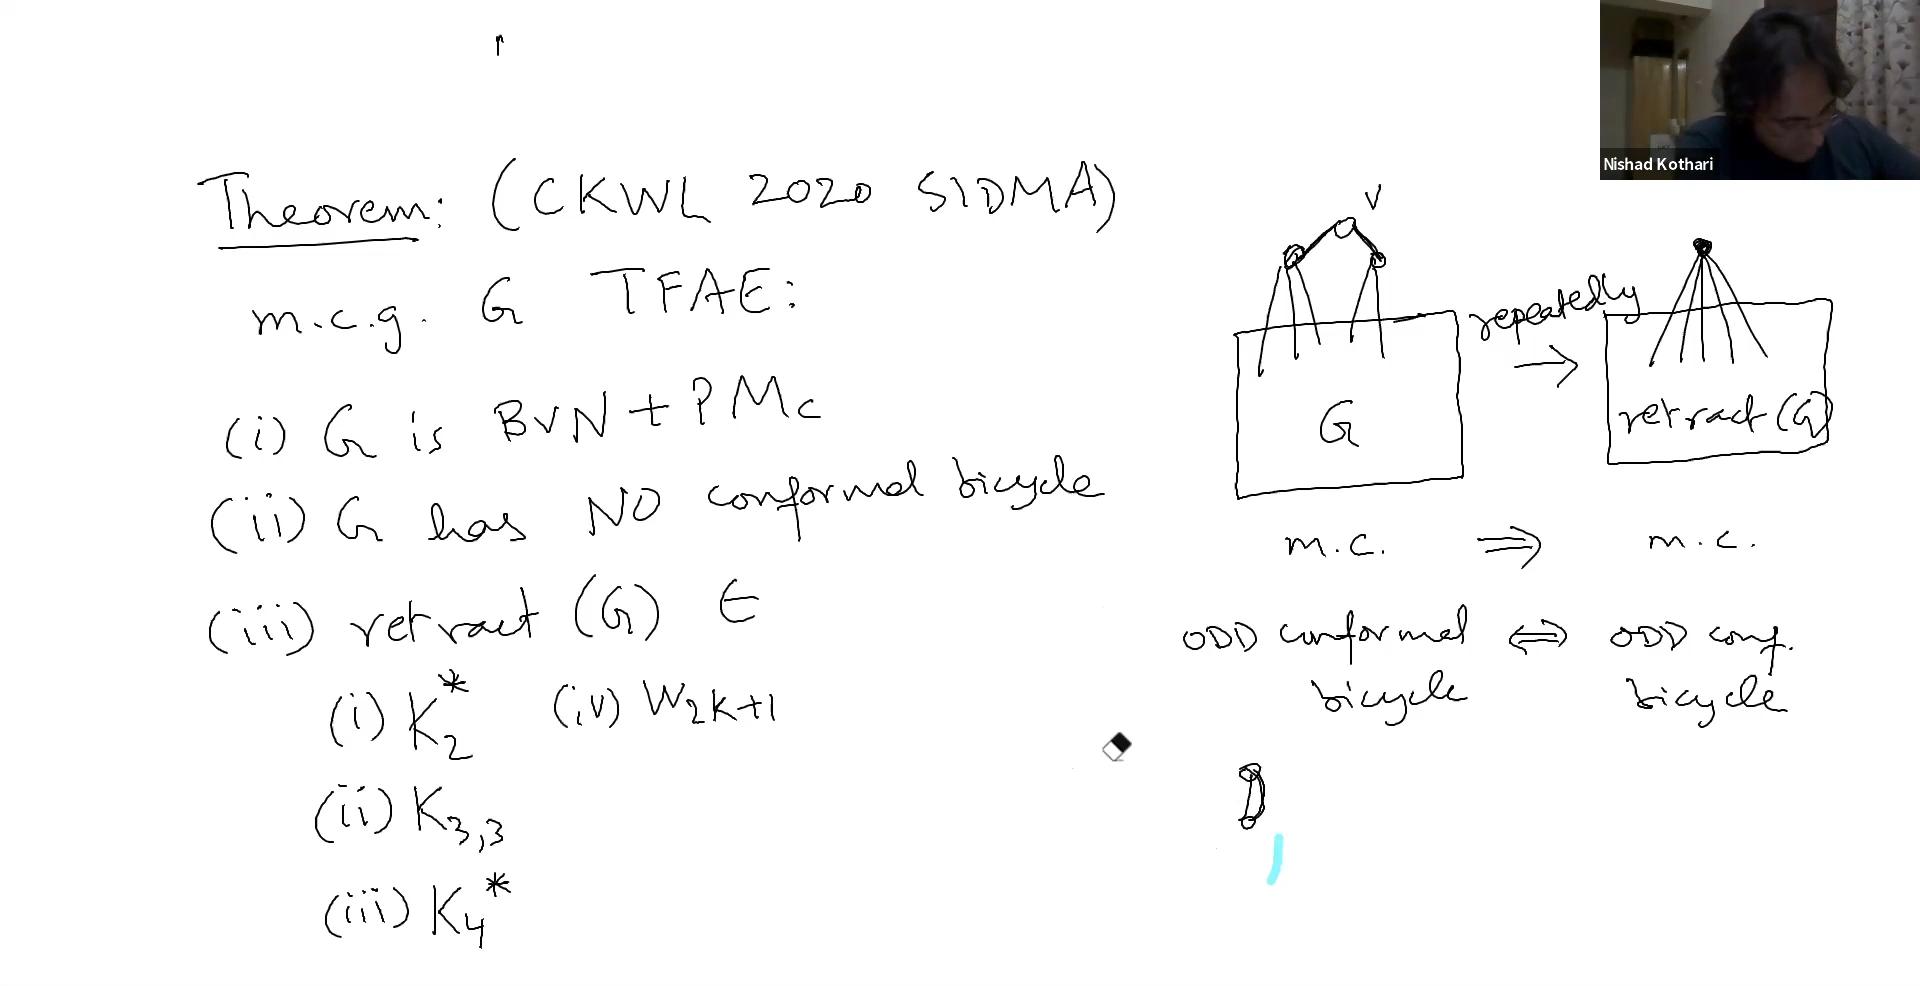 Theorem: (CKWL 2020 SIDMA)
m.c.g. G TFAE:
(i) G is BVN + PMc
(ii) G has NO conformal bicycle
(iii) retract (G) ∈
(i) K₂* (iv) W₂ₖ₊₁
(ii) K₃,₃
(iii) K₄*
v
G
repeatedly
⇒
retract(G)
m.c. ⇒ m.c.
ODD conformal bicycle ⇔ ODD conf. bicycle
Nishad Kothari